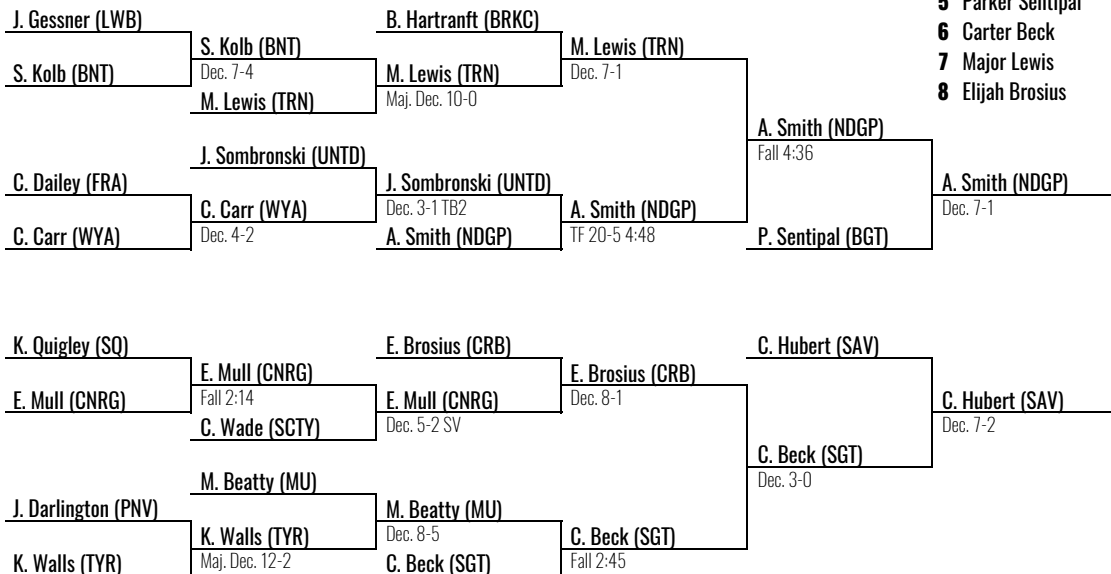 5 Parker Sentipal
6 Carter Beck
7 Major Lewis
8 Elijah Brosius
J. Gessner (LWB)
S. Kolb (BNT)
S. Kolb (BNT)
Dec. 7-4
M. Lewis (TRN)
B. Hartranft (BRKC)
M. Lewis (TRN)
Maj. Dec. 10-0
M. Lewis (TRN)
Dec. 7-1
J. Sombronski (UNTD)
C. Dailey (FRA)
C. Carr (WYA)
C. Carr (WYA)
Dec. 4-2
J. Sombronski (UNTD)
Dec. 3-1 TB2
A. Smith (NDGP)
A. Smith (NDGP)
TF 20-5 4:48
A. Smith (NDGP)
Fall 4:36
P. Sentipal (BGT)
A. Smith (NDGP)
Dec. 7-1
K. Quigley (SQ)
E. Mull (CNRG)
E. Mull (CNRG)
Fall 2:14
C. Wade (SCTY)
E. Brosius (CRB)
E. Mull (CNRG)
Dec. 5-2 SV
E. Brosius (CRB)
Dec. 8-1
M. Beatty (MU)
J. Darlington (PNV)
K. Walls (TYR)
K. Walls (TYR)
Maj. Dec. 12-2
M. Beatty (MU)
Dec. 8-5
C. Beck (SGT)
C. Beck (SGT)
Fall 2:45
C. Hubert (SAV)
C. Beck (SGT)
Dec. 3-0
C. Hubert (SAV)
Dec. 7-2